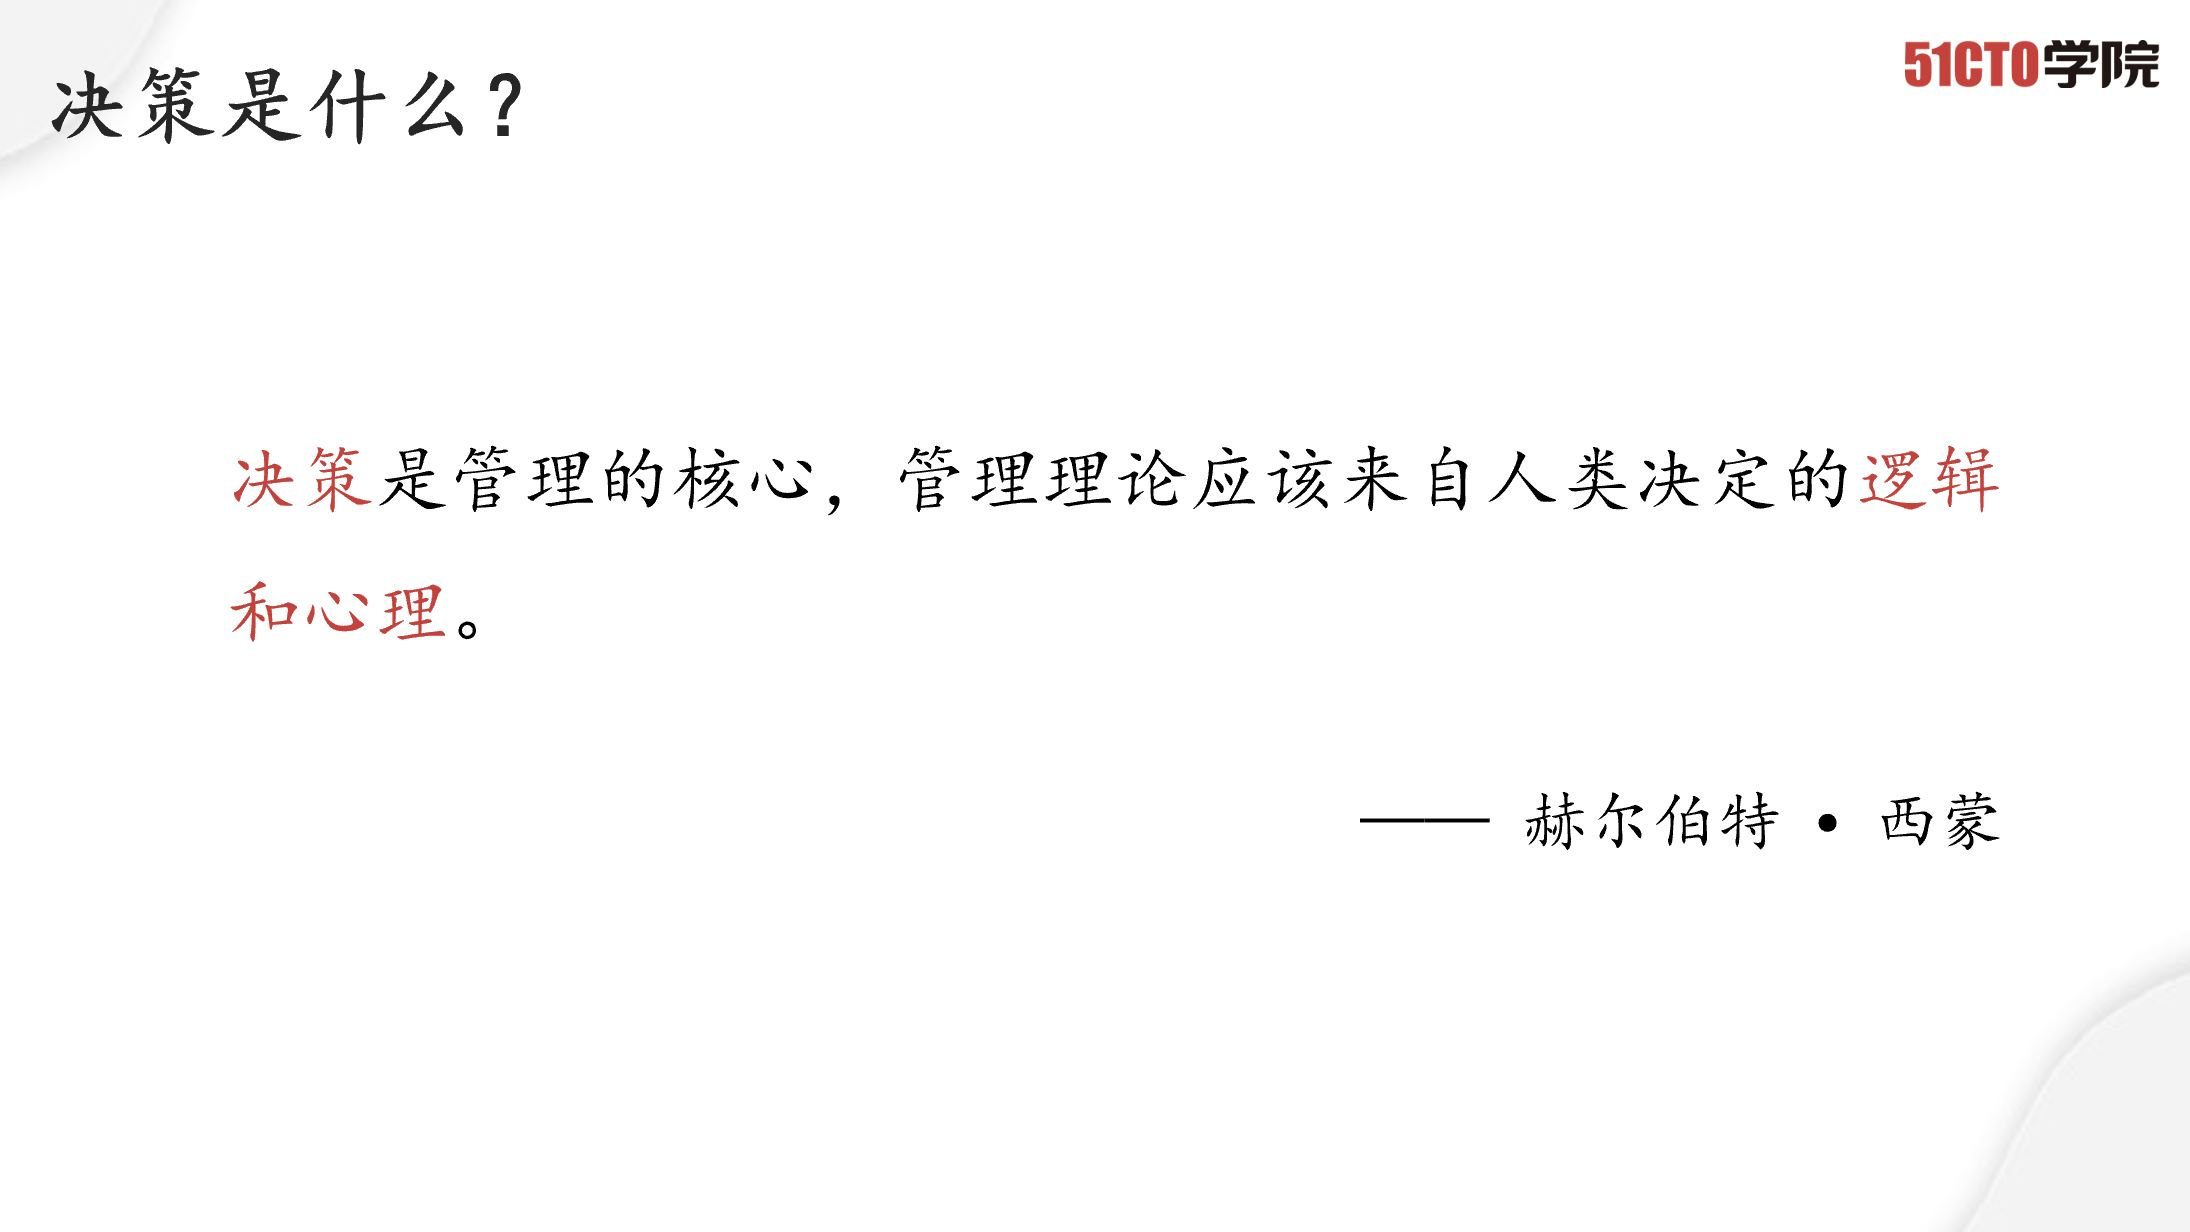 决策是什么？
51CTO学院
决策是管理的核心，管理理论应该来自人类决定的逻辑
和心理。
—— 赫尔伯特 • 西蒙